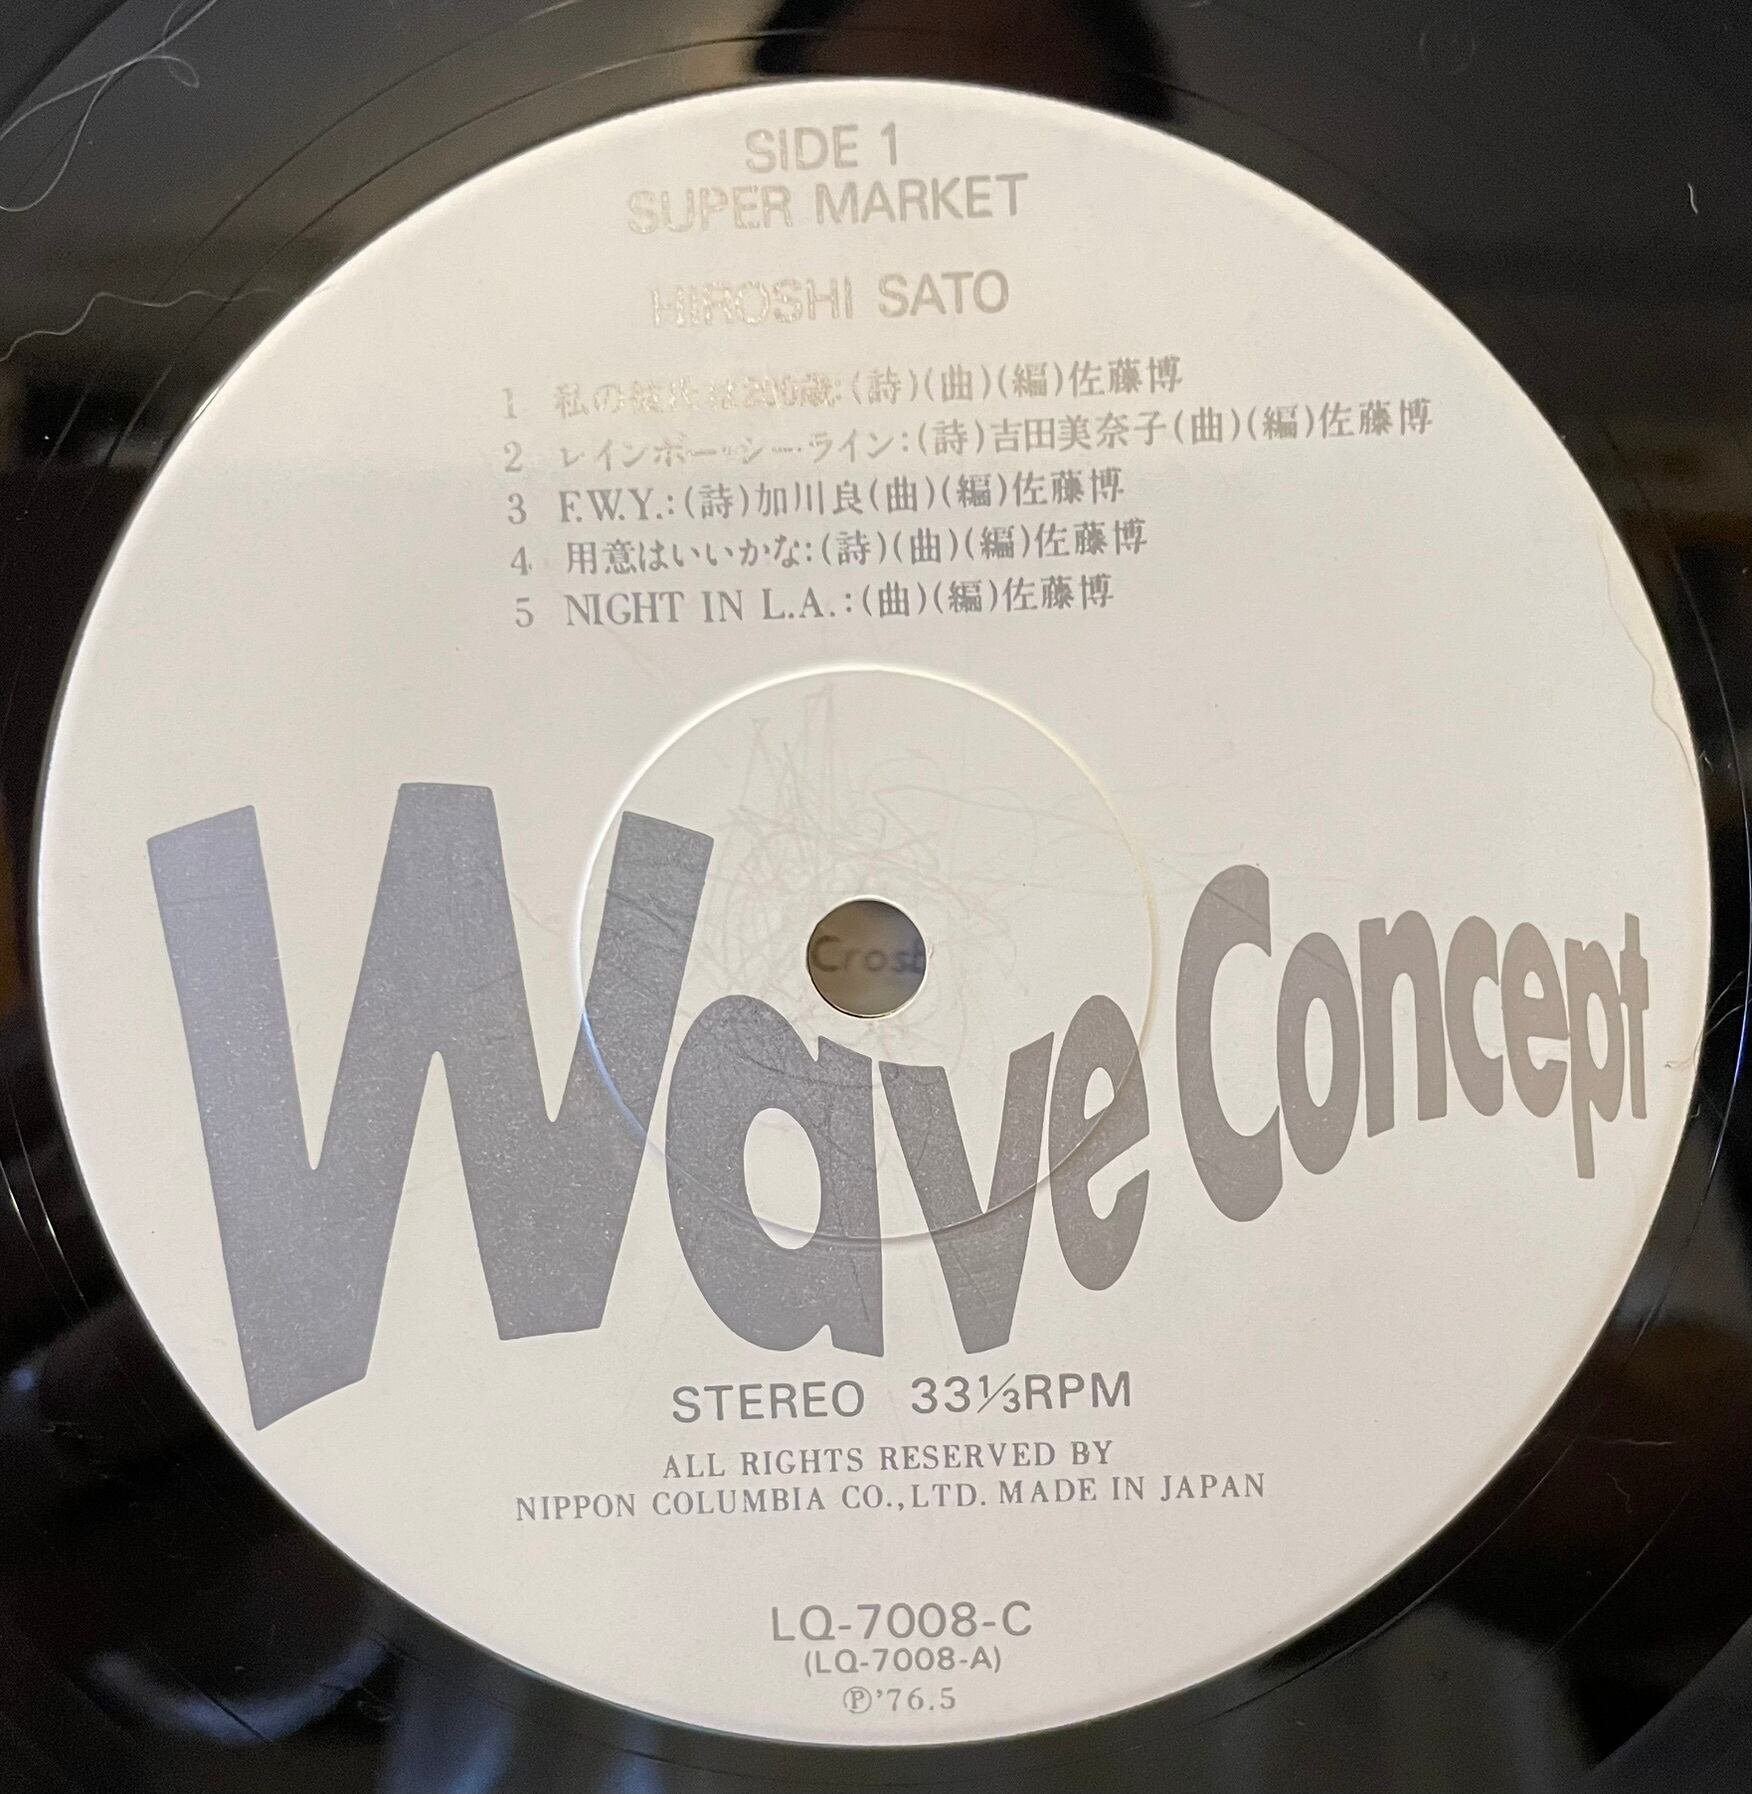 SIDE 1
SUPER MARKET
HIROSHI SATO
1 私の彼氏は200歳:(詩)(曲)(編)佐藤博
2 レインボー・シー・ライン:(詩)吉田美奈子(曲)(編)佐藤博
3 F.W.Y.:(詩)加川良(曲)(編)佐藤博
4 用意はいいかな:(詩)(曲)(編)佐藤博
5 NIGHT IN L.A.:(曲)(編)佐藤博
Wave Concept
STEREO 33⅓RPM
ALL RIGHTS RESERVED BY
NIPPON COLUMBIA CO.,LTD. MADE IN JAPAN
LQ-7008-C
(LQ-7008-A)
Ⓟ'76.5